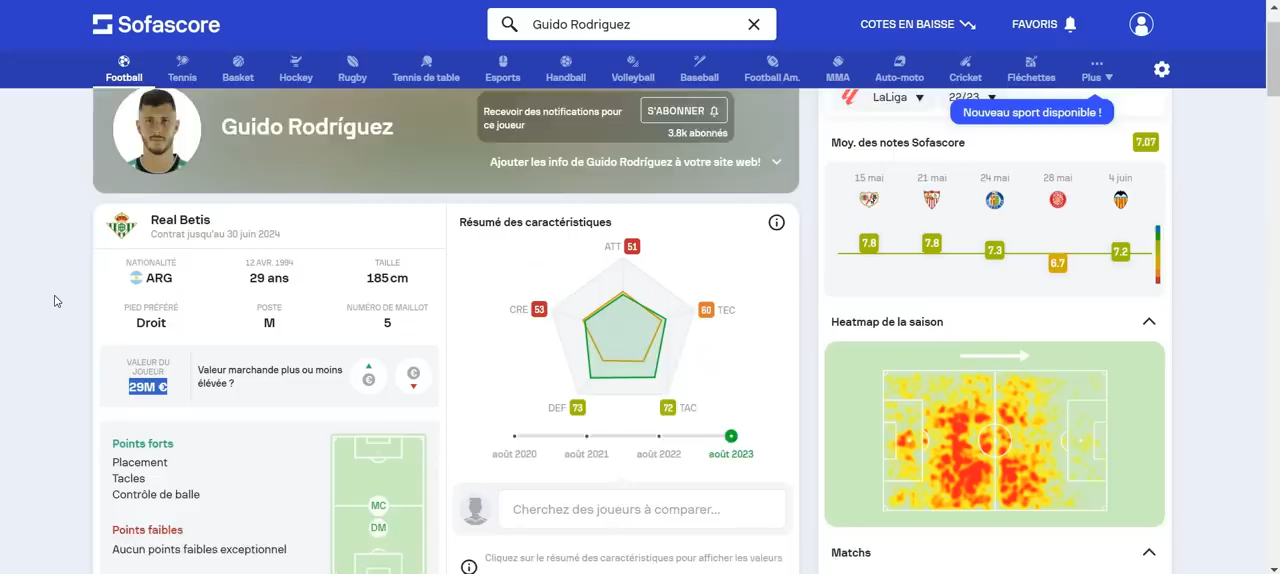 Sofascore
Guido Rodriguez
COTES EN BAISSE
FAVORIS
Football
Tennis
Basket
Hockey
Rugby
Tennis de table
Esports
Handball
Volleyball
Baseball
Football Am.
MMA
Auto-moto
Cricket
Fléchettes
Plus
Guido Rodríguez
Recevoir des notifications pour
ce joueur
S'ABONNER
3.8k abonnés
Ajouter les info de Guido Rodríguez à votre site web!
LaLiga
22/23
Nouveau sport disponible !
Real Betis
Contrat jusqu'au 30 juin 2024
NATIONALITÉ
ARG
12 AVR. 1994
29 ans
TAILLE
185 cm
PIED PRÉFÉRÉ
Droit
POSTE
M
NUMÉRO DE MAILLOT
5
VALEUR DU
JOUEUR
29M €
Valeur marchande plus ou moins
élevée ?
Points forts
Placement
Tacles
Contrôle de balle
Points faibles
Aucun points faibles exceptionnel
MC
DM
Résumé des caractéristiques
ATT 51
CRE 53
60 TEC
DEF 73
72 TAC
août 2020
août 2021
août 2022
août 2023
Cherchez des joueurs à comparer...
Cliquez sur le résumé des caractéristiques pour afficher les valeurs
Moy. des notes Sofascore
7.07
15 mai
21 mai
24 mai
28 mai
4 juin
7.8
7.8
7.3
6.7
7.2
Heatmap de la saison
Matchs